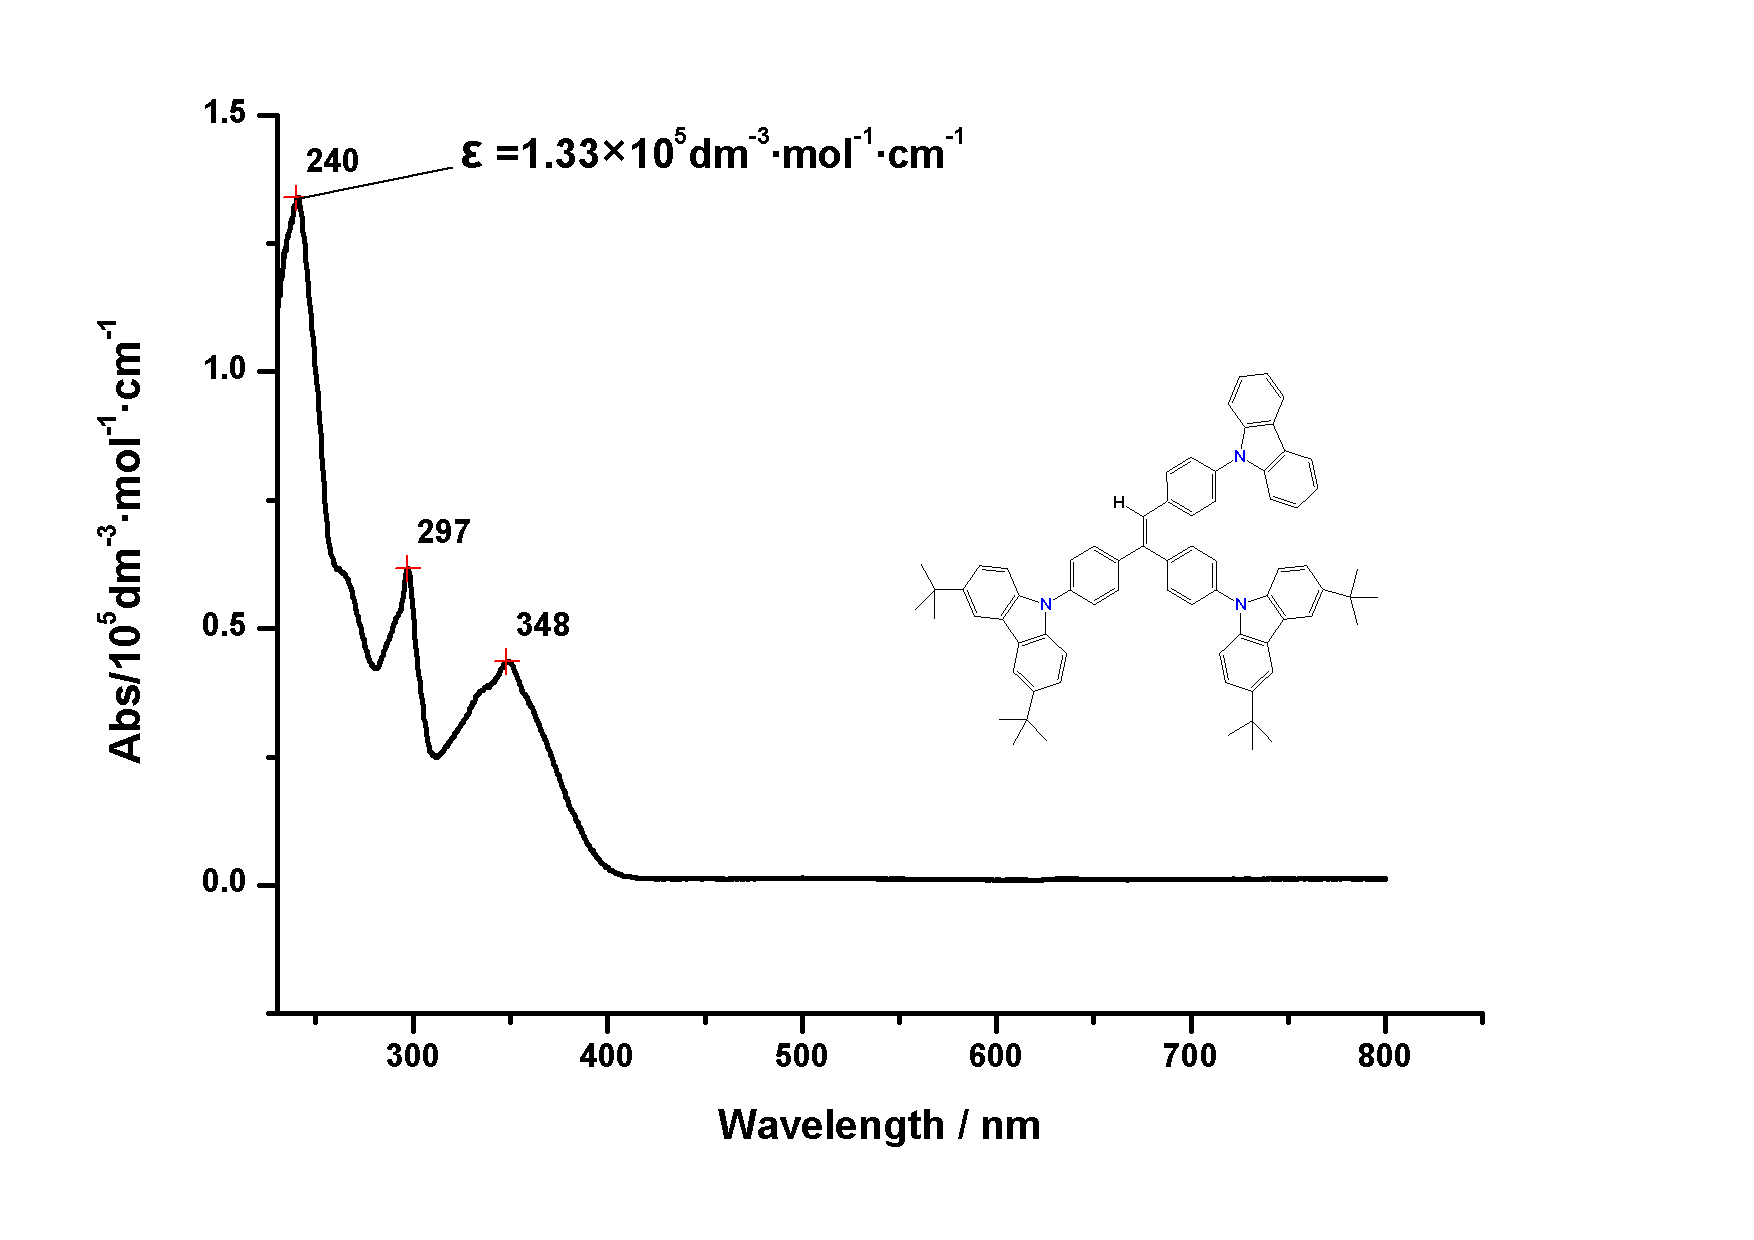 1.5
240
ε =1.33×10⁵dm⁻³·mol⁻¹·cm⁻¹
1.0
297
0.5
348
0.0
Abs/10⁵dm⁻³·mol⁻¹·cm⁻¹
N
H
N
N
300 400 500 600 700 800
Wavelength / nm